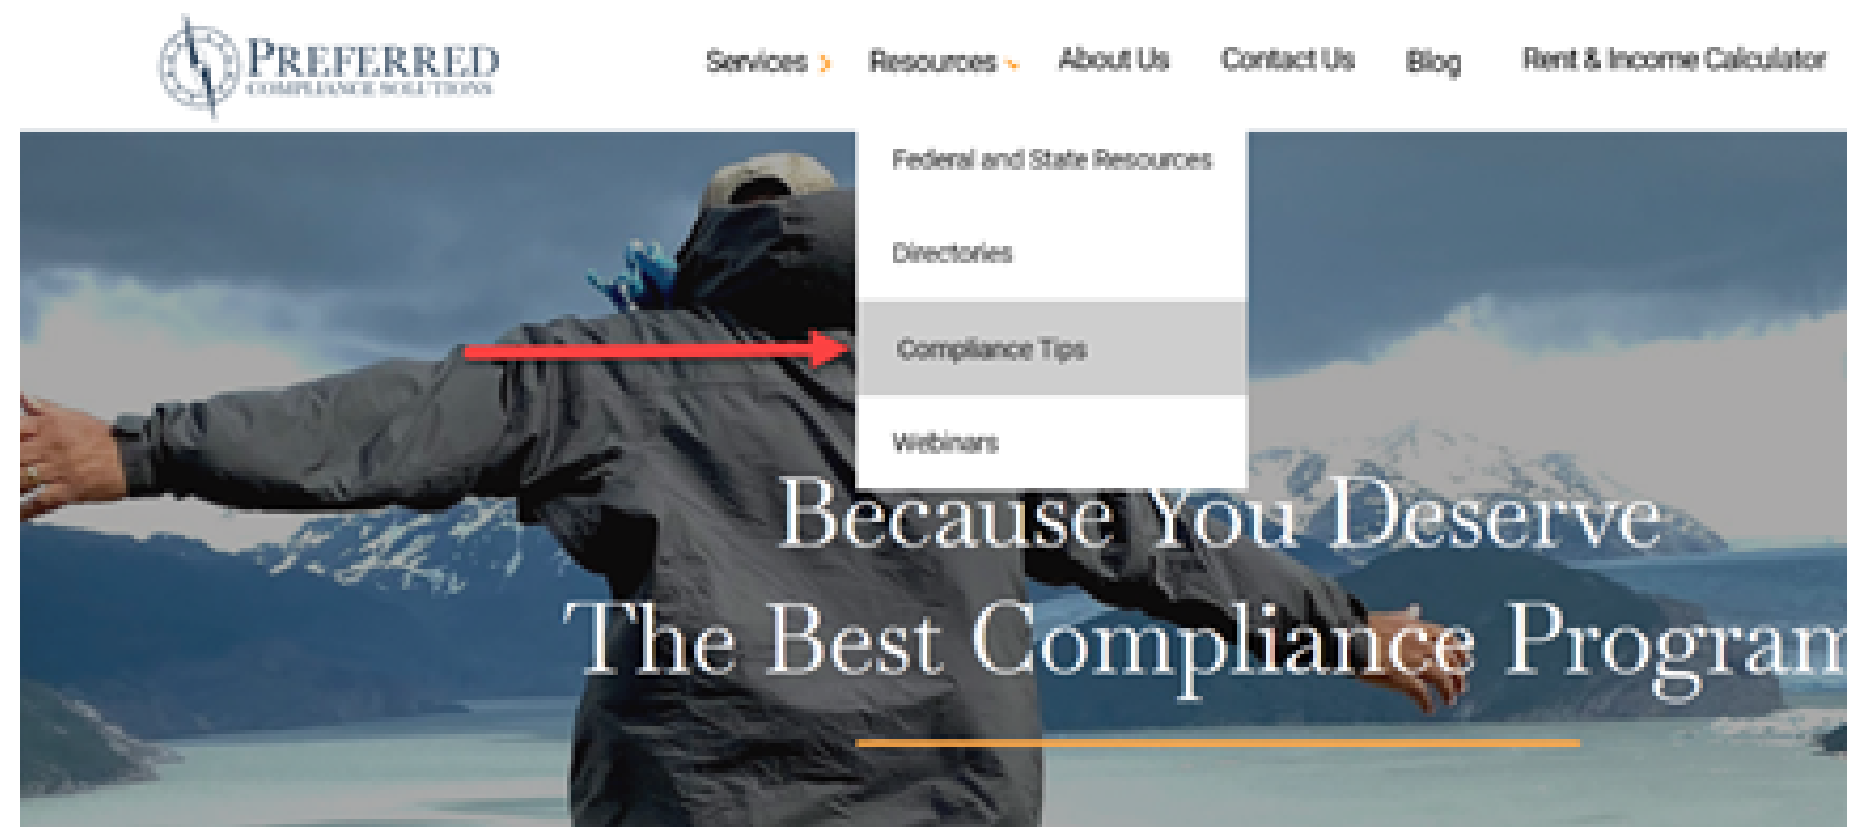 PREFERRED
COMPLIANCE SOLUTIONS
Services Resources About Us Contact Us Blog Rent & Income Calculator
Federal and State Resources
Directories
Compliance Tips
Webinars
Because You Deserve
The Best Compliance Program